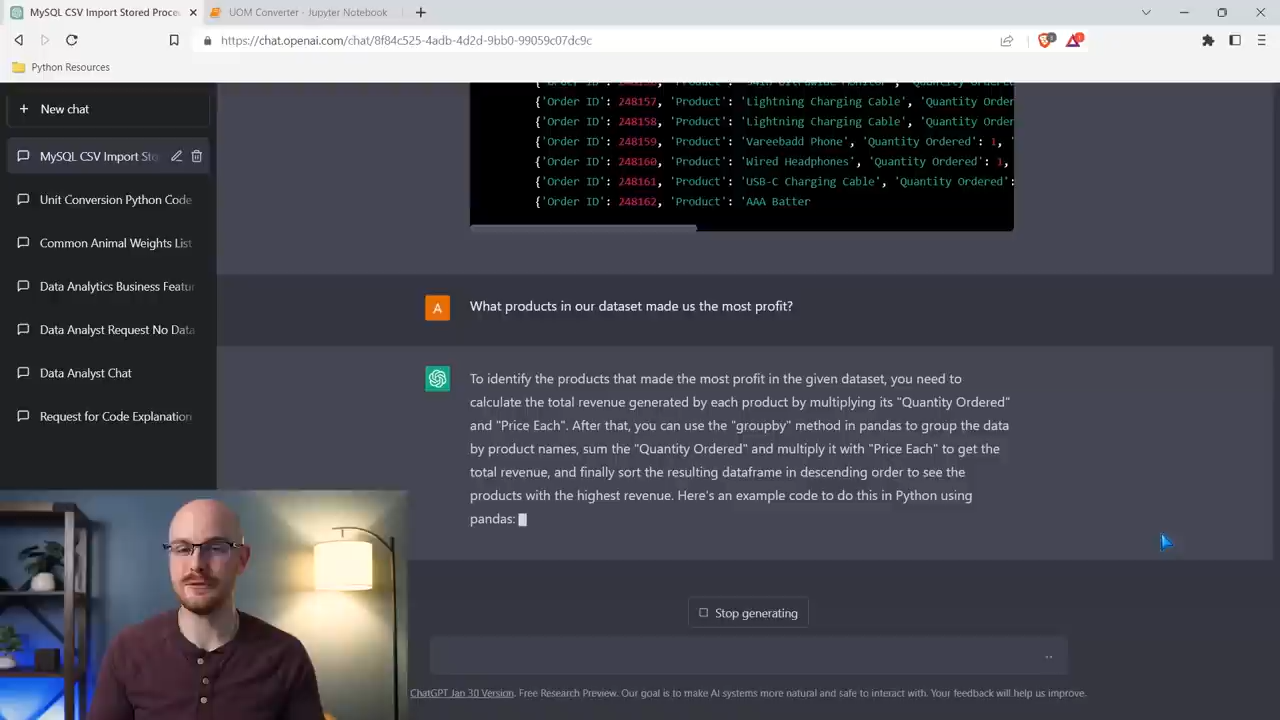 MySQL CSV Import Stored Proce
UOM Converter - Jupyter Notebook
https://chat.openai.com/chat/8f84c525-4adb-4d2d-9bb0-99059c07dc9c
Python Resources
New chat
MySQL CSV Import Sto
Unit Conversion Python Code
Common Animal Weights List
Data Analytics Business Featur
Data Analyst Request No Data
Data Analyst Chat
Request for Code Explanation
{'Order ID': 248157, 'Product': 'Lightning Charging Cable', 'Quantity Order
{'Order ID': 248158, 'Product': 'Lightning Charging Cable', 'Quantity Order
{'Order ID': 248159, 'Product': 'Vareebadd Phone', 'Quantity Ordered': 1, '
{'Order ID': 248160, 'Product': 'Wired Headphones', 'Quantity Ordered': 1,
{'Order ID': 248161, 'Product': 'USB-C Charging Cable', 'Quantity Ordered':
{'Order ID': 248162, 'Product': 'AAA Batter
A
What products in our dataset made us the most profit?
To identify the products that made the most profit in the given dataset, you need to
calculate the total revenue generated by each product by multiplying its "Quantity Ordered"
and "Price Each". After that, you can use the "groupby" method in pandas to group the data
by product names, sum the "Quantity Ordered" and multiply it with "Price Each" to get the
total revenue, and finally sort the resulting dataframe in descending order to see the
products with the highest revenue. Here's an example code to do this in Python using
pandas:
Stop generating
ChatGPT Jan 30 Version. Free Research Preview. Our goal is to make AI systems more natural and safe to interact with. Your feedback will help us improve.